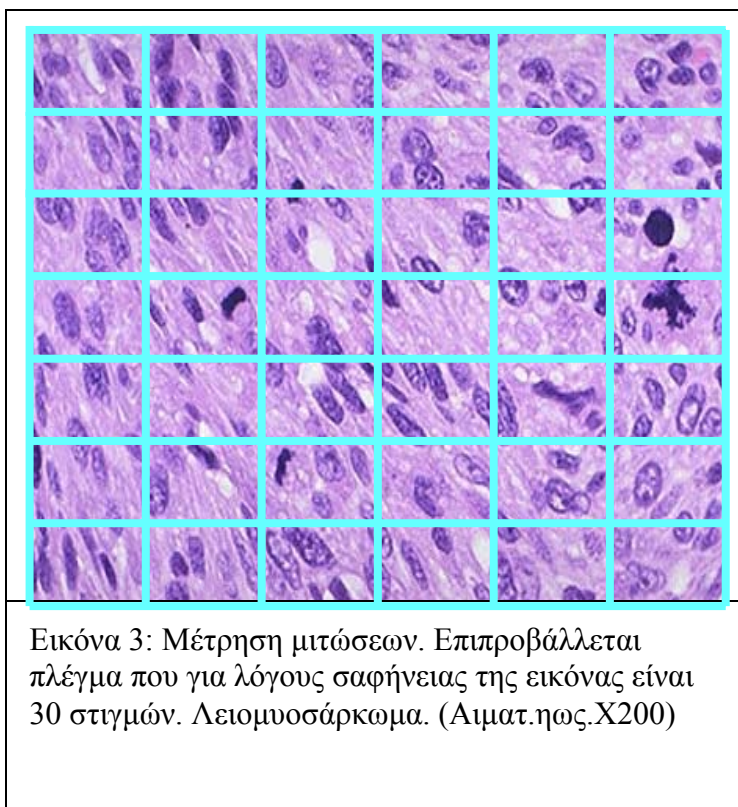 Εικόνα 3: Μέτρηση μιτώσεων. Επιπροβάλλεται
πλέγμα που για λόγους σαφήνειας της εικόνας είναι
30 στιγμών. Λειομυοσάρκωμα. (Αιματ.ηως.Χ200)